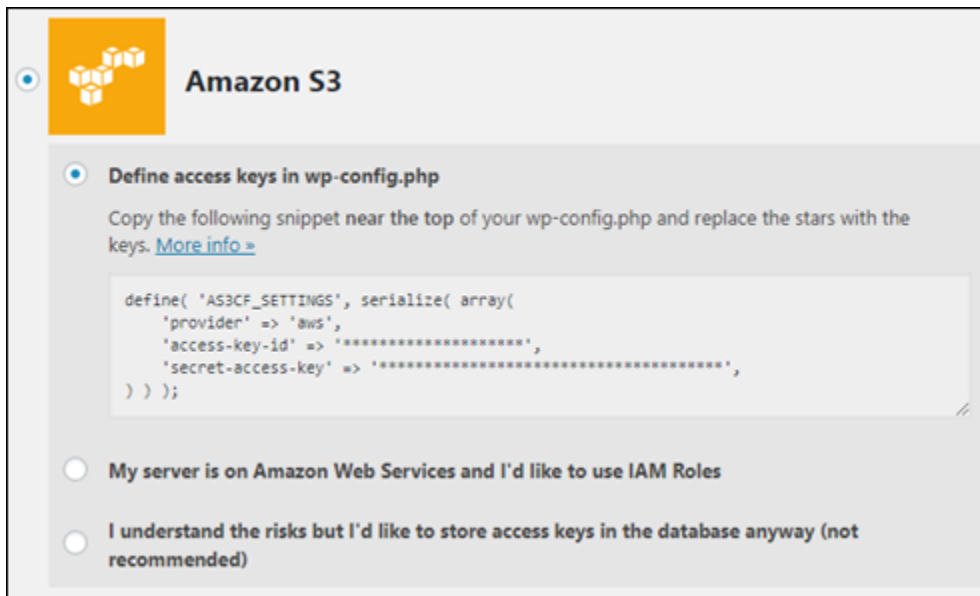 Amazon S3
Define access keys in wp-config.php
Copy the following snippet near the top of your wp-config.php and replace the stars with the
keys. More info »
define( 'AS3CF_SETTINGS', serialize( array(
    'provider' => 'aws',
    'access-key-id' => '********************',
    'secret-access-key' => '**************************************',
) ) );
My server is on Amazon Web Services and I'd like to use IAM Roles
I understand the risks but I'd like to store access keys in the database anyway (not
recommended)